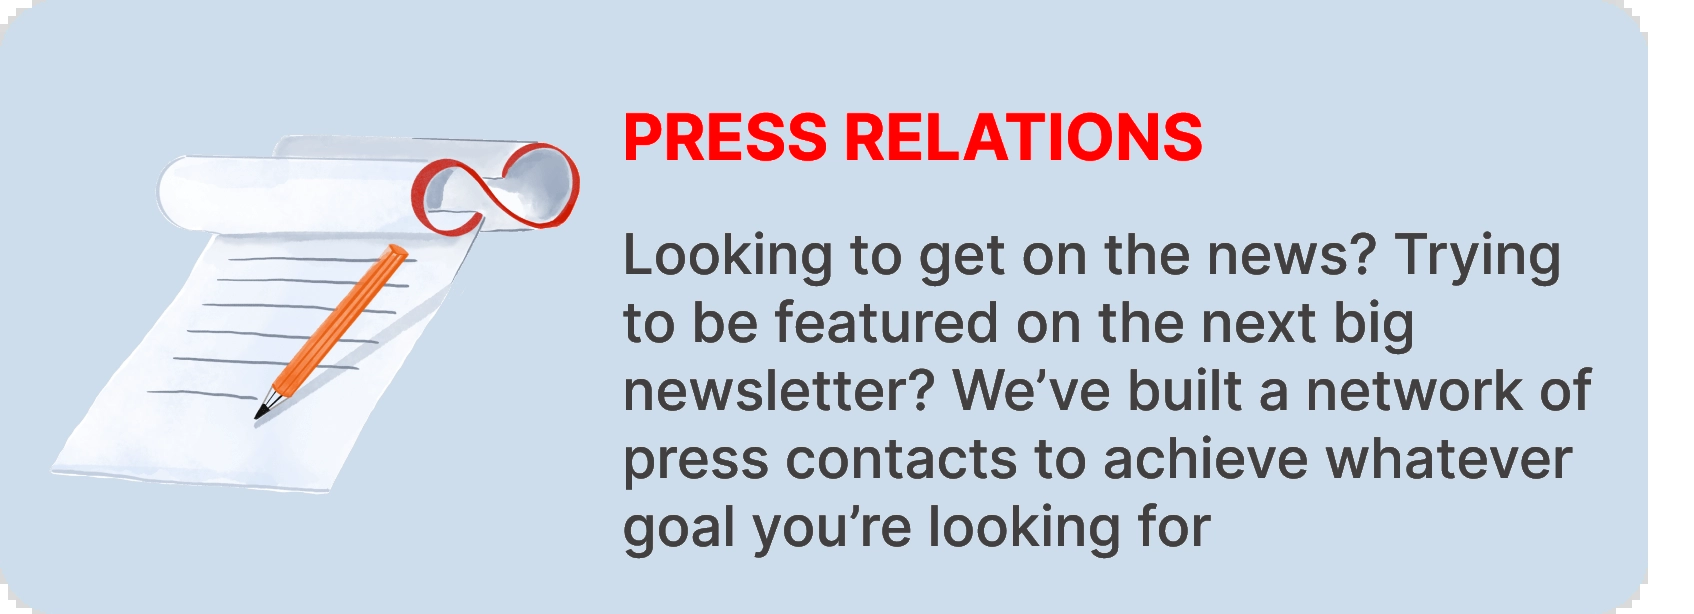 PRESS RELATIONS
Looking to get on the news? Trying
to be featured on the next big
newsletter? We’ve built a network of
press contacts to achieve whatever
goal you’re looking for